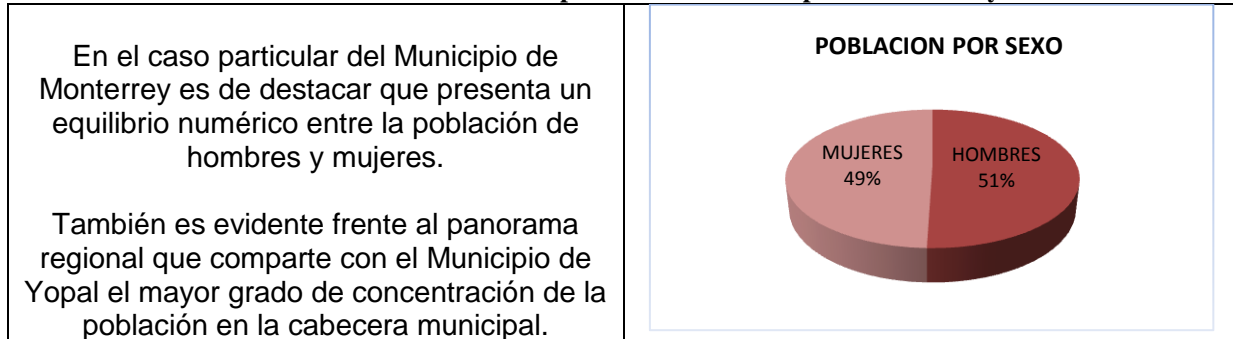 En el caso particular del Municipio de
Monterrey es de destacar que presenta un
equilibrio numérico entre la población de
hombres y mujeres.
También es evidente frente al panorama
regional que comparte con el Municipio de
Yopal el mayor grado de concentración de la
población en la cabecera municipal.
POBLACION POR SEXO
MUJERES
49%
HOMBRES
51%